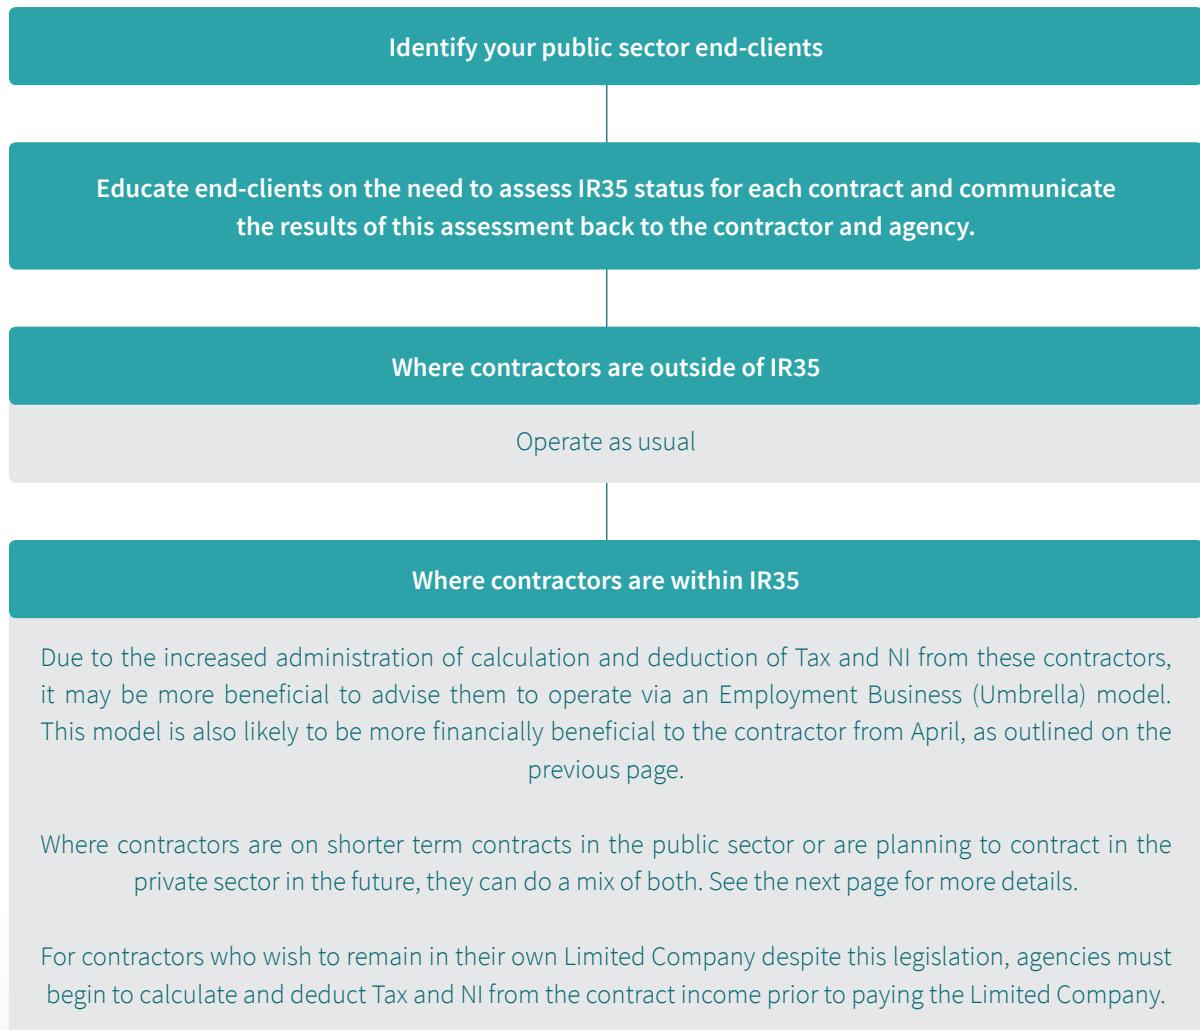 Identify your public sector end-clients
Educate end-clients on the need to assess IR35 status for each contract and communicate
the results of this assessment back to the contractor and agency.
Where contractors are outside of IR35
Operate as usual
Where contractors are within IR35
Due to the increased administration of calculation and deduction of Tax and NI from these contractors,
it may be more beneficial to advise them to operate via an Employment Business (Umbrella) model.
This model is also likely to be more financially beneficial to the contractor from April, as outlined on the
previous page.
Where contractors are on shorter term contracts in the public sector or are planning to contract in the
private sector in the future, they can do a mix of both. See the next page for more details.
For contractors who wish to remain in their own Limited Company despite this legislation, agencies must
begin to calculate and deduct Tax and NI from the contract income prior to paying the Limited Company.